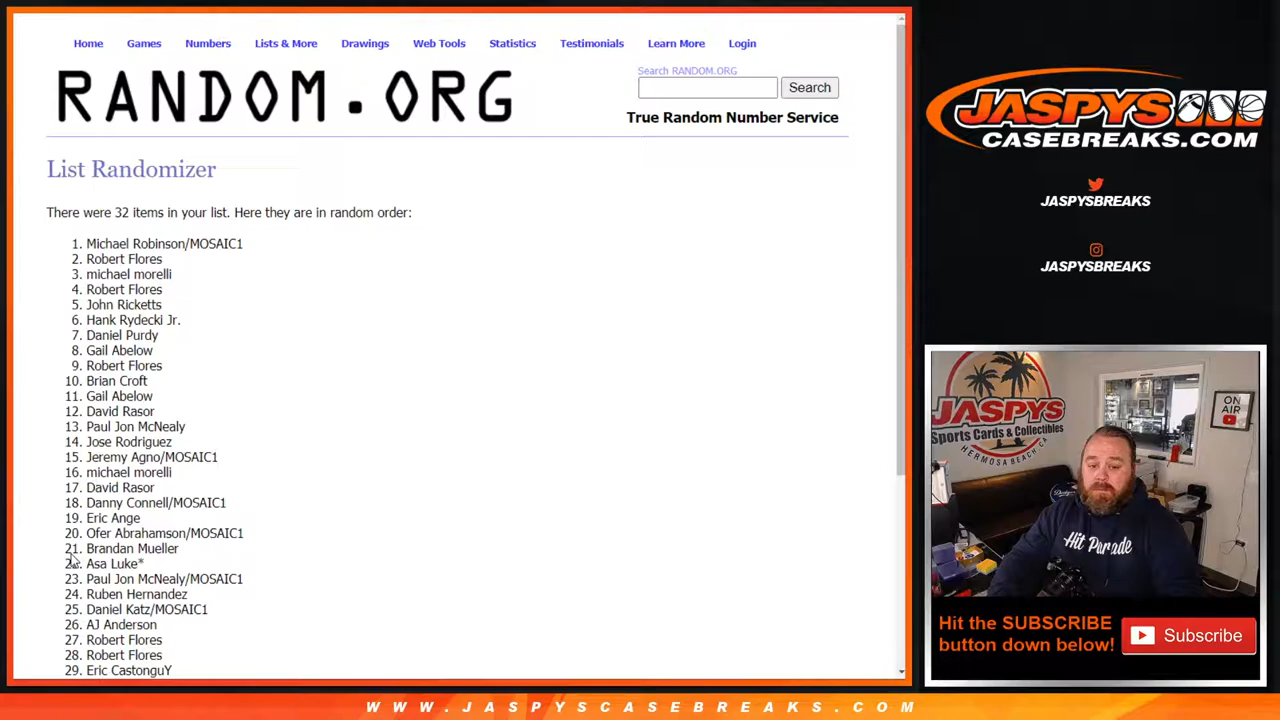 Home Games Numbers Lists & More Drawings Web Tools Statistics Testimonials Learn More Login
RANDOM.ORG
Search RANDOM.ORG
Search
True Random Number Service
List Randomizer
There were 32 items in your list. Here they are in random order:
1. Michael Robinson/MOSAIC1
2. Robert Flores
3. michael morelli
4. Robert Flores
5. John Ricketts
6. Hank Rydecki Jr.
7. Daniel Purdy
8. Gail Abelow
9. Robert Flores
10. Brian Croft
11. Gail Abelow
12. David Rasor
13. Paul Jon McNealy
14. Jose Rodriguez
15. Jeremy Agno/MOSAIC1
16. michael morelli
17. David Rasor
18. Danny Connell/MOSAIC1
19. Eric Ange
20. Ofer Abrahamson/MOSAIC1
21. Brandan Mueller
22. Asa Luke*
23. Paul Jon McNealy/MOSAIC1
24. Ruben Hernandez
25. Daniel Katz/MOSAIC1
26. AJ Anderson
27. Robert Flores
28. Robert Flores
29. Eric CastonguY
JASPYS
CASEBREAKS.COM
JASPYSBREAKS
JASPYSBREAKS
JASPYS
Sports Cards & Collectibles
HERMOSA BEACH, CA
ON
AIR
Dodgers
Hit Parade
Hit the SUBSCRIBE
button down below!
Subscribe
WWW.JASPYSCASEBREAKS.COM